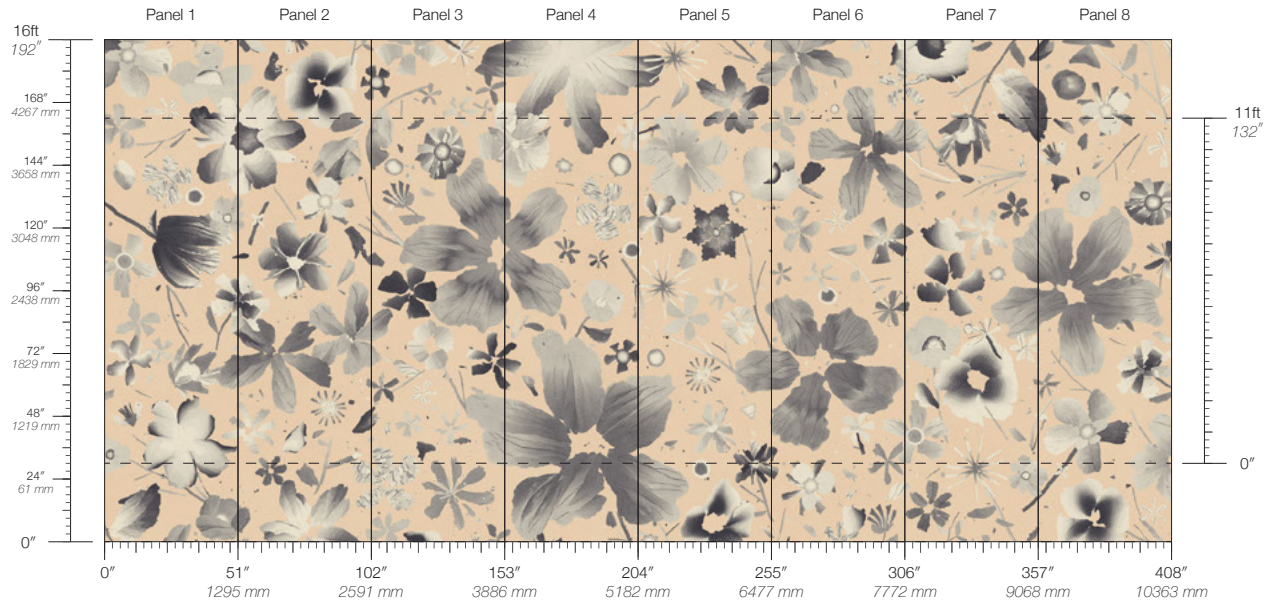 Panel 1 Panel 2 Panel 3 Panel 4 Panel 5 Panel 6 Panel 7 Panel 8
16ft
192″
168″
4267 mm
11ft
132″
144″
3658 mm
120″
3048 mm
96″
2438 mm
72″
1829 mm
48″
1219 mm
0″
24″
61 mm
0″
0″ 51″ 102″ 153″ 204″ 255″ 306″ 357″ 408″
1295 mm 2591 mm 3886 mm 5182 mm 6477 mm 7772 mm 9068 mm 10363 mm